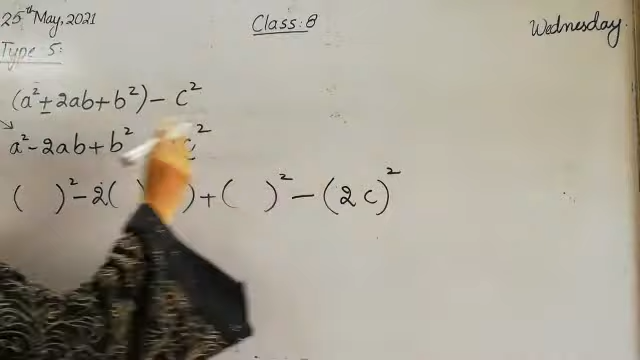 25th May, 2021 Class: 8 Wednesday.
Type 5:
(a² ± 2ab + b²) - c²
a² - 2ab + b² c²
( )² - 2( ) ) + ( )² - (2c)²